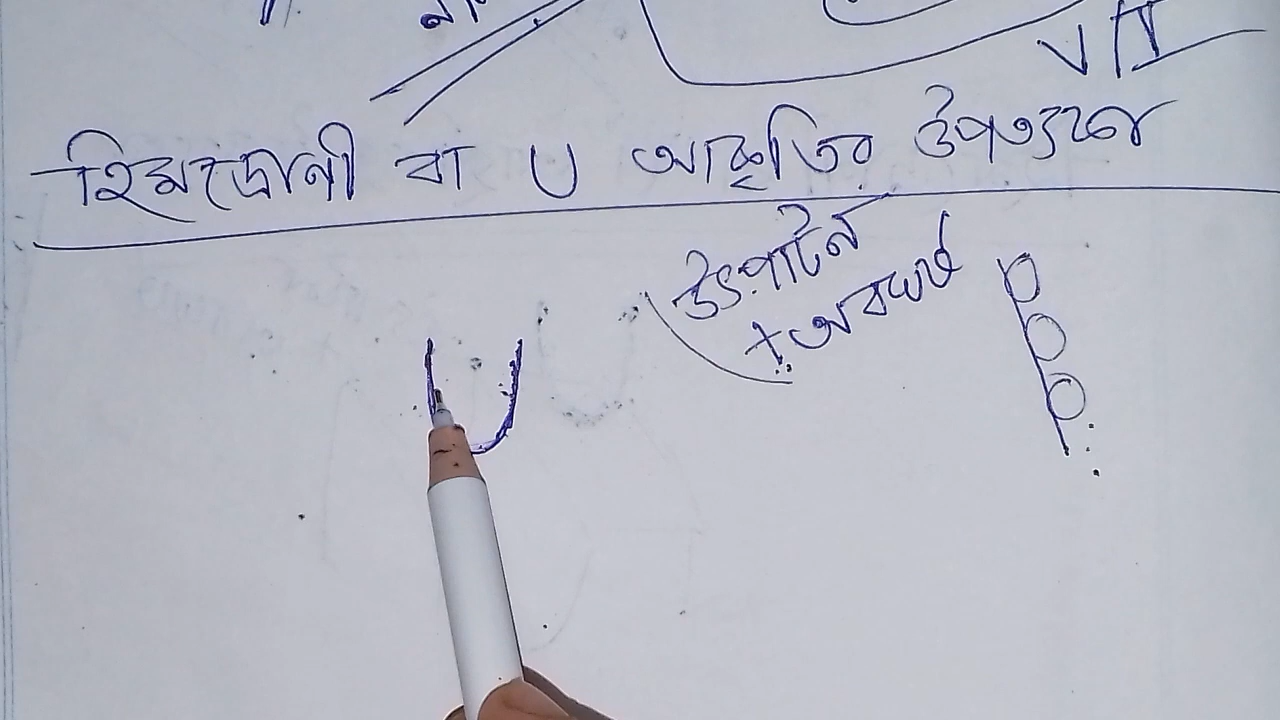 V/I
হিমদ্রোনী বা U আকৃতির উপত্যকা
উৎপাটন
+ অবঘর্ষ